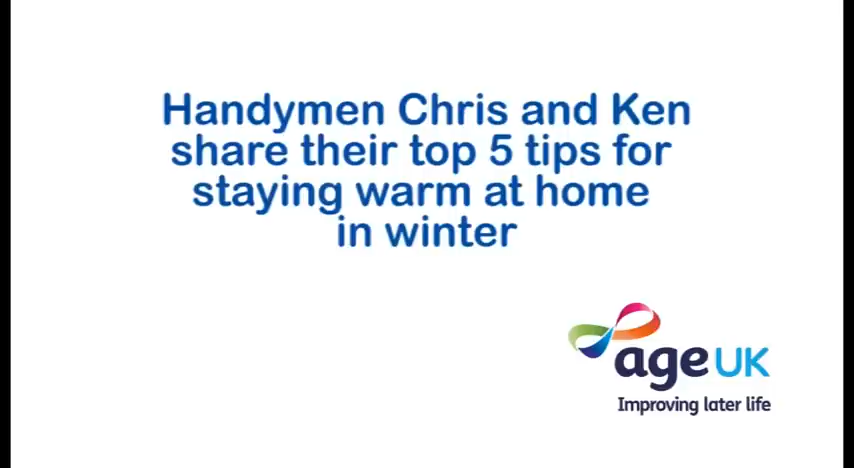 Handymen Chris and Ken
share their top 5 tips for
staying warm at home
in winter
age UK
Improving later life